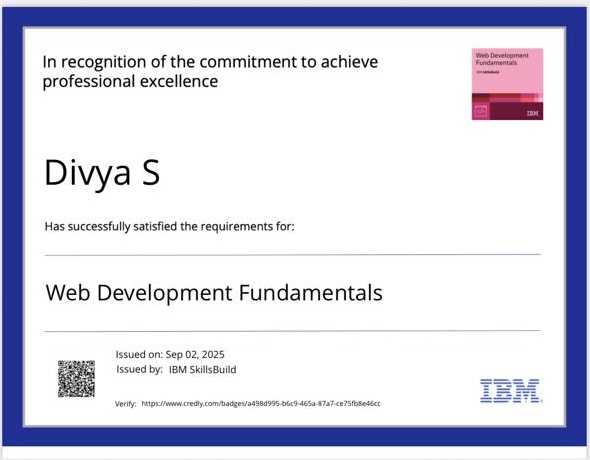 In recognition of the commitment to achieve
professional excellence
Web Development
Fundamentals
IBM SkillsBuild
IBM
Divya S
Has successfully satisfied the requirements for:
Web Development Fundamentals
Issued on: Sep 02, 2025
Issued by: IBM SkillsBuild
Verify: https://www.credly.com/badges/a498d995-b6c9-465a-87a7-ce75fb8e46cc
IBM